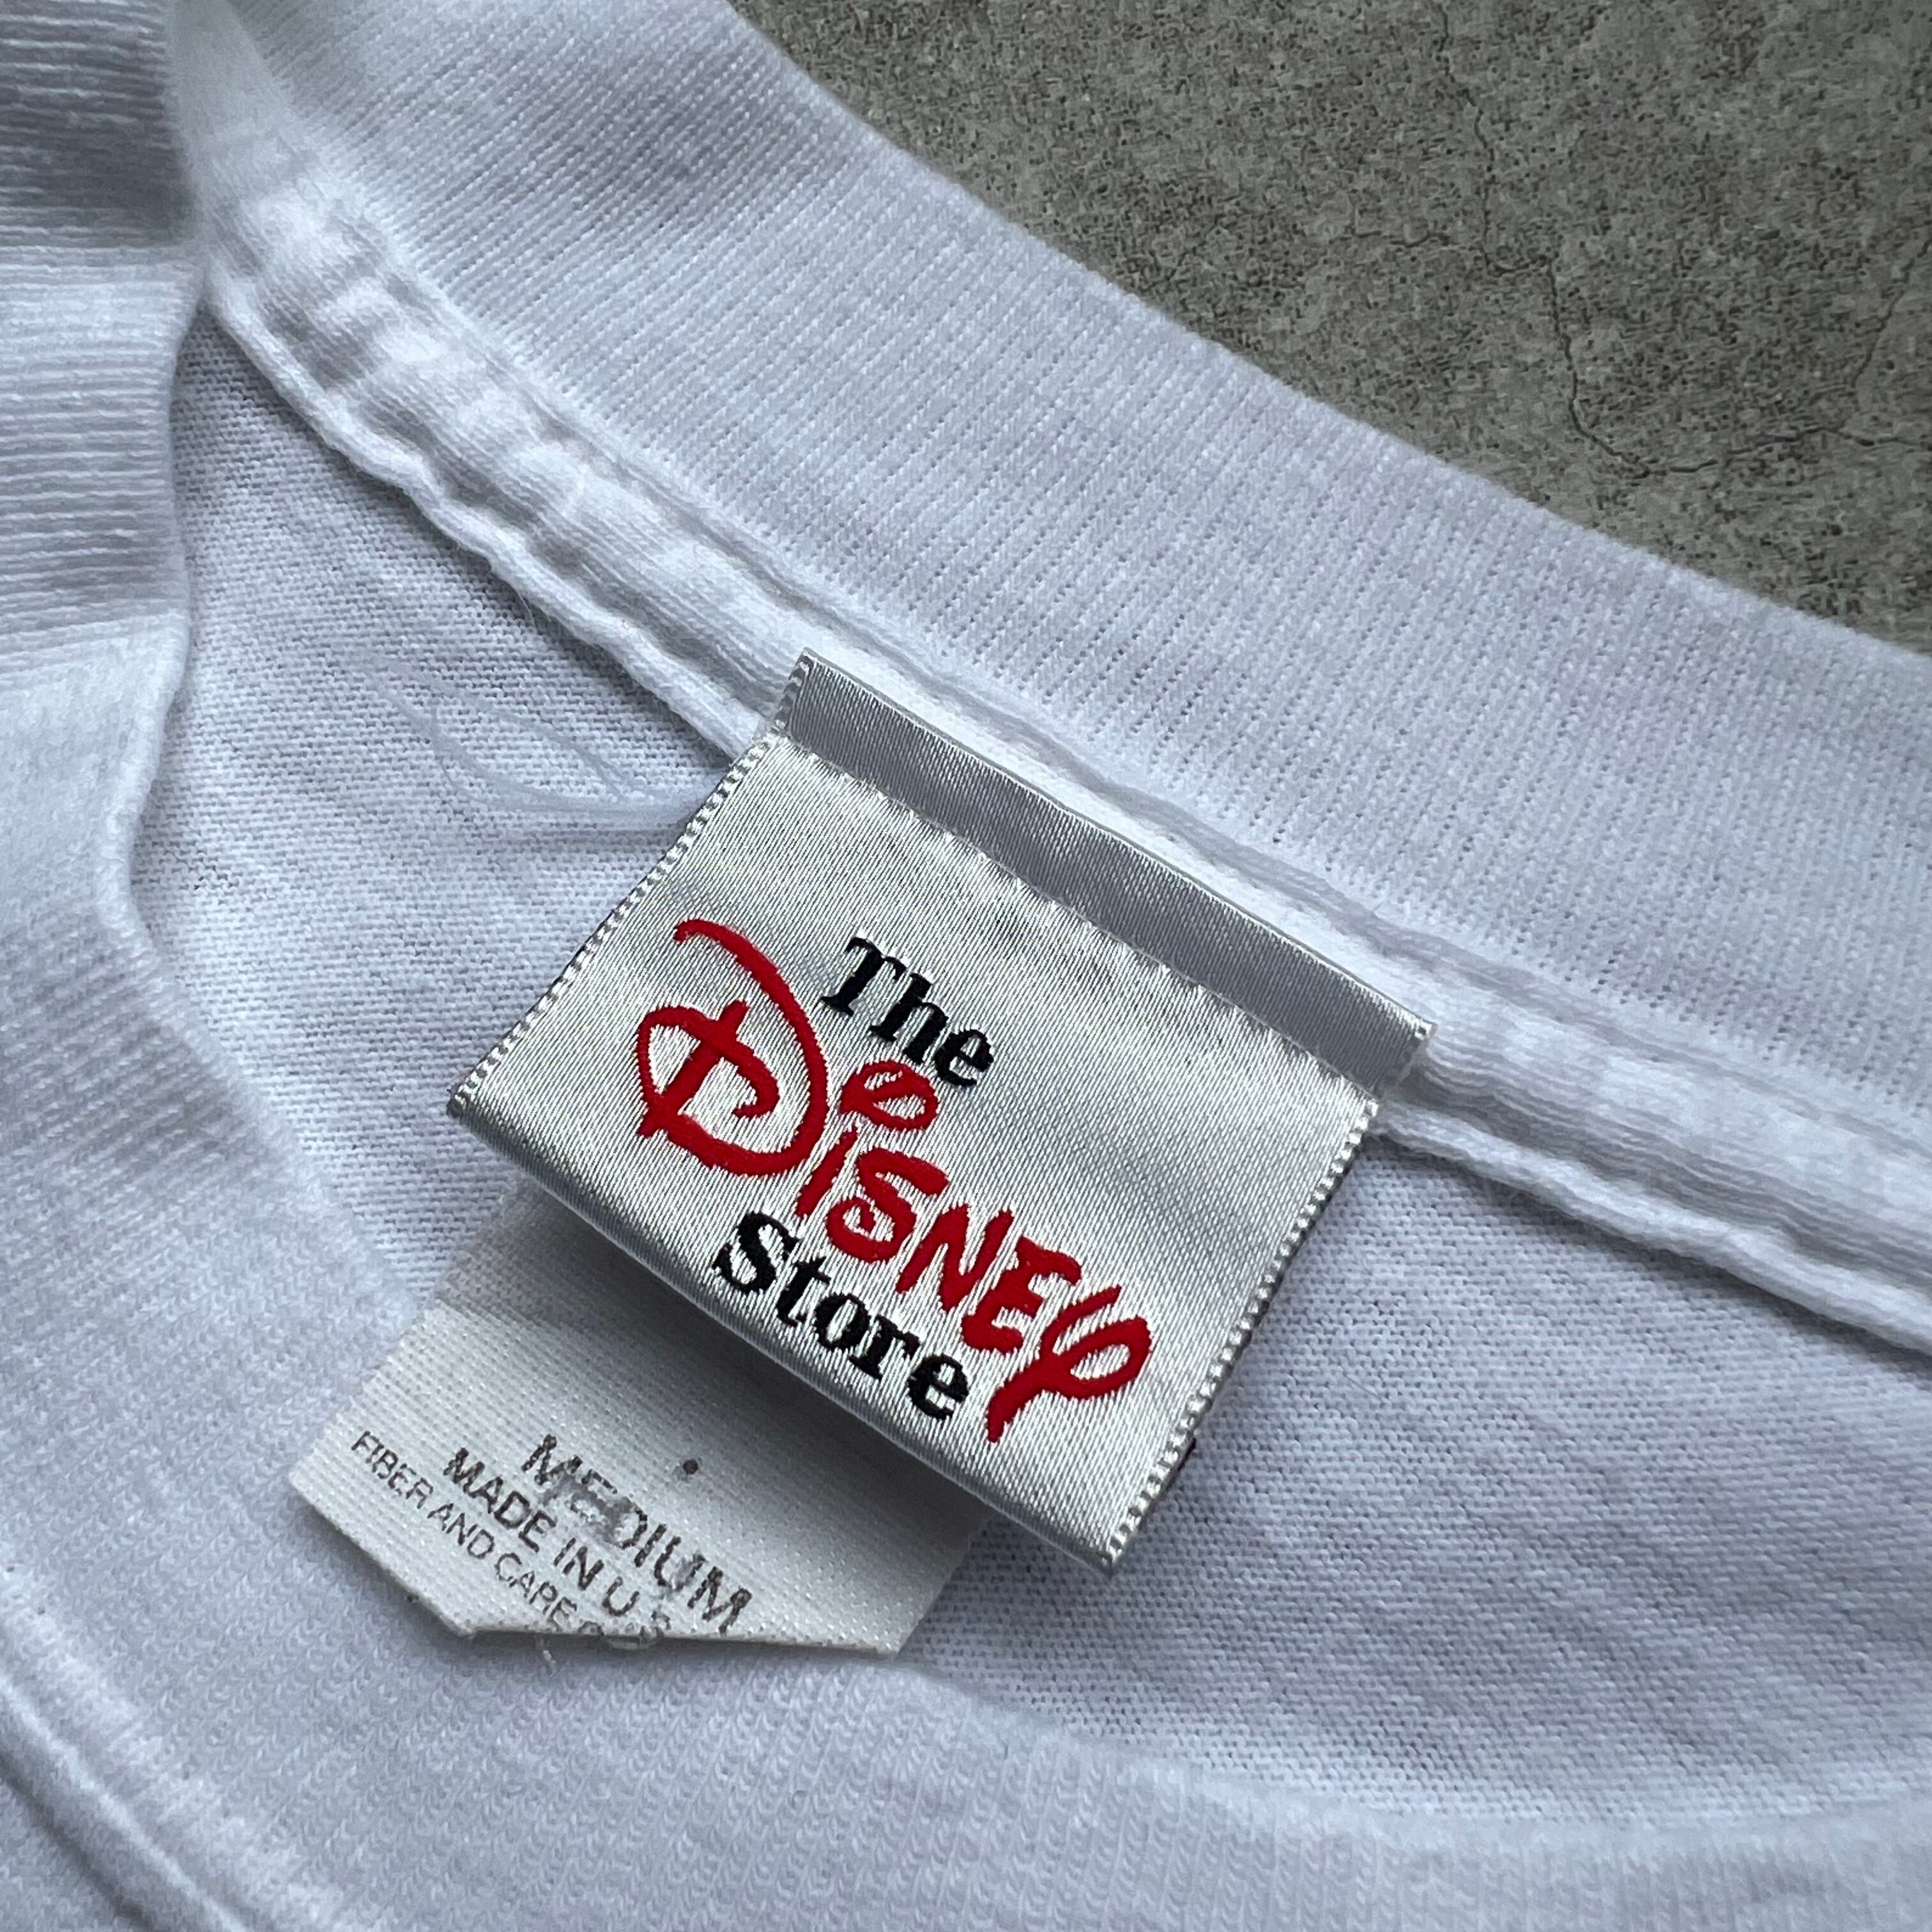 The
Disney
Store
MEDIUM
MADE IN U.S.
FIBER AND CARE